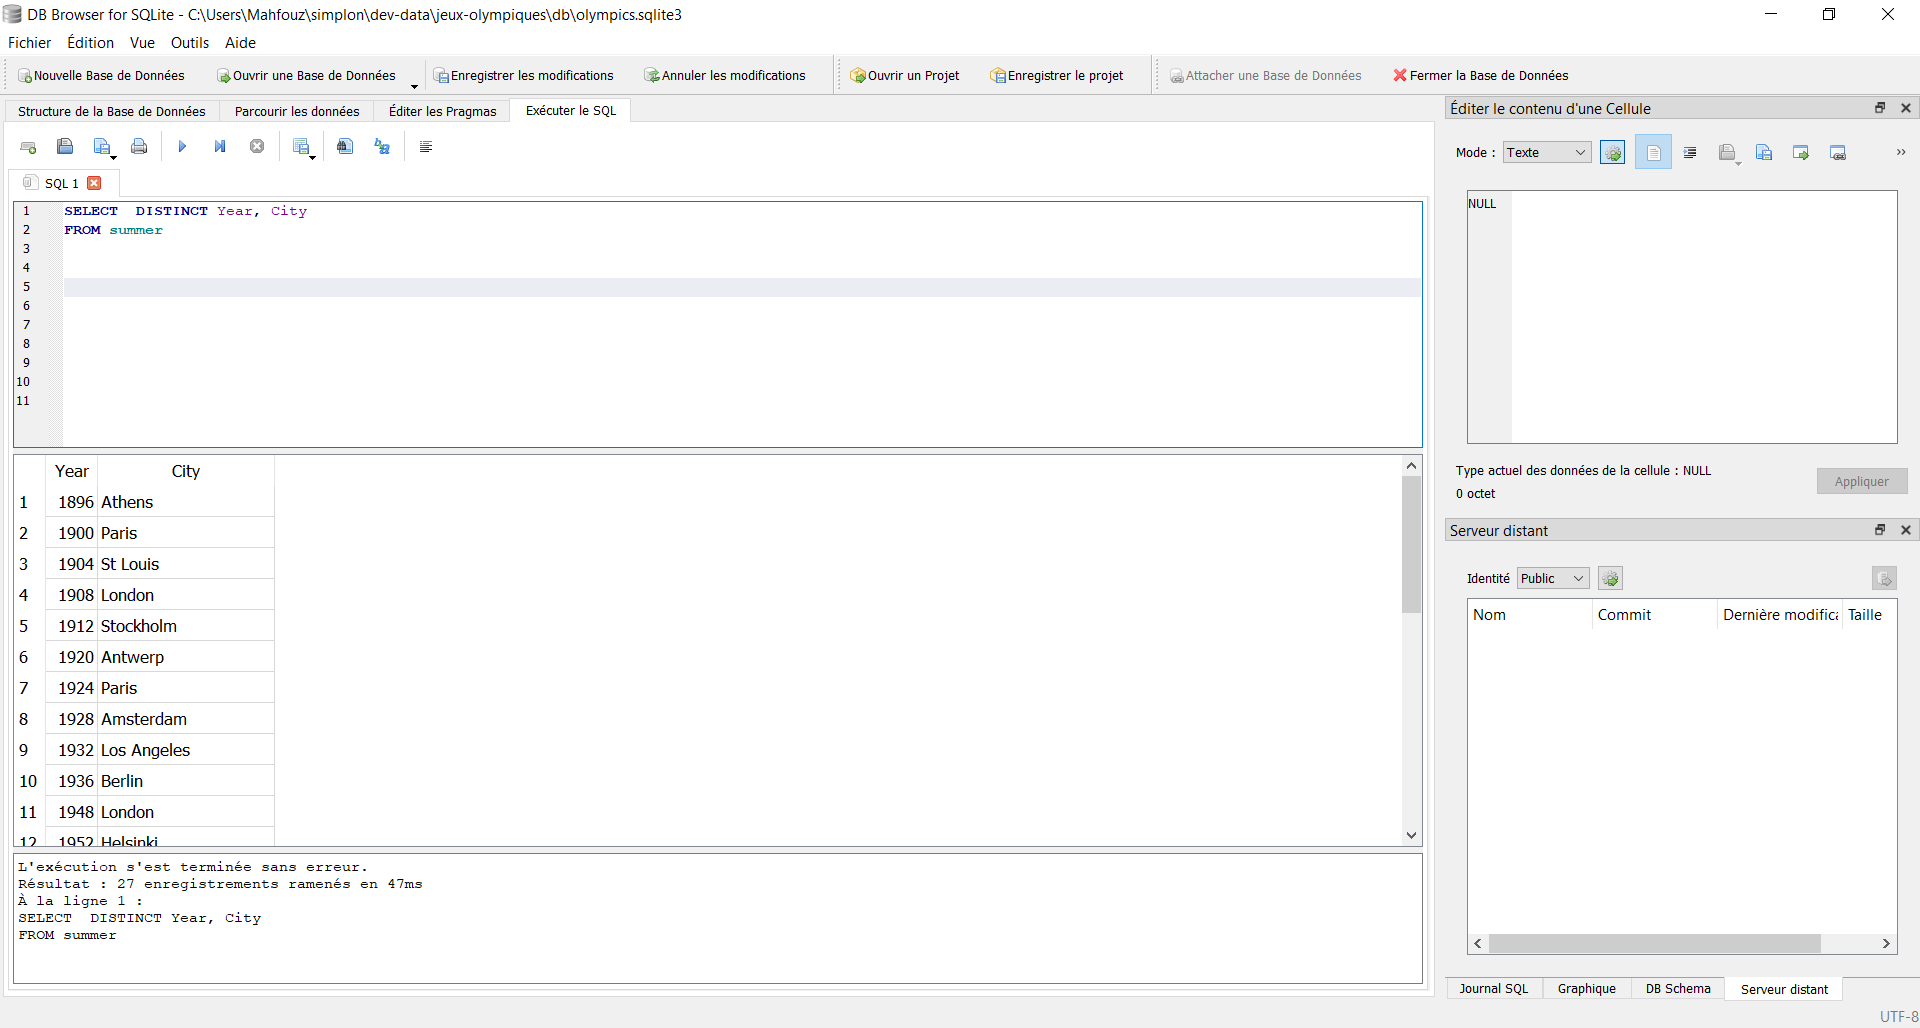 DB Browser for SQLite - C:\Users\Mahfouz\simplon\dev-data\jeux-olympiques\db\olympics.sqlite3
Fichier Édition Vue Outils Aide
Nouvelle Base de Données Ouvrir une Base de Données Enregistrer les modifications Annuler les modifications Ouvrir un Projet Enregistrer le projet Attacher une Base de Données Fermer la Base de Données
Structure de la Base de Données Parcourir les données Éditer les Pragmas Exécuter le SQL
SQL 1
1 SELECT  DISTINCT Year, City
2 FROM summer
3
4
5
6
7
8
9
10
11
Year City
1 1896 Athens
2 1900 Paris
3 1904 St Louis
4 1908 London
5 1912 Stockholm
6 1920 Antwerp
7 1924 Paris
8 1928 Amsterdam
9 1932 Los Angeles
10 1936 Berlin
11 1948 London
12 1952 Helsinki
L'exécution s'est terminée sans erreur.
Résultat : 27 enregistrements ramenés en 47ms
À la ligne 1 :
SELECT  DISTINCT Year, City
FROM summer
Éditer le contenu d'une Cellule
Mode : Texte »
NULL
Type actuel des données de la cellule : NULL
0 octet
Appliquer
Serveur distant
Identité Public
Nom Commit Dernière modifica Taille
Journal SQL Graphique DB Schema Serveur distant
UTF-8